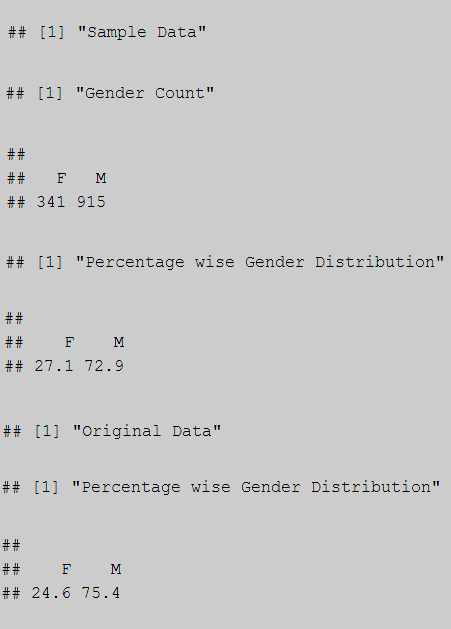 ## [1] "Sample Data"
## [1] "Gender Count"
##
##   F   M
## 341 915
## [1] "Percentage wise Gender Distribution"
##
##    F    M
## 27.1 72.9
## [1] "Original Data"
## [1] "Percentage wise Gender Distribution"
##
##    F    M
## 24.6 75.4